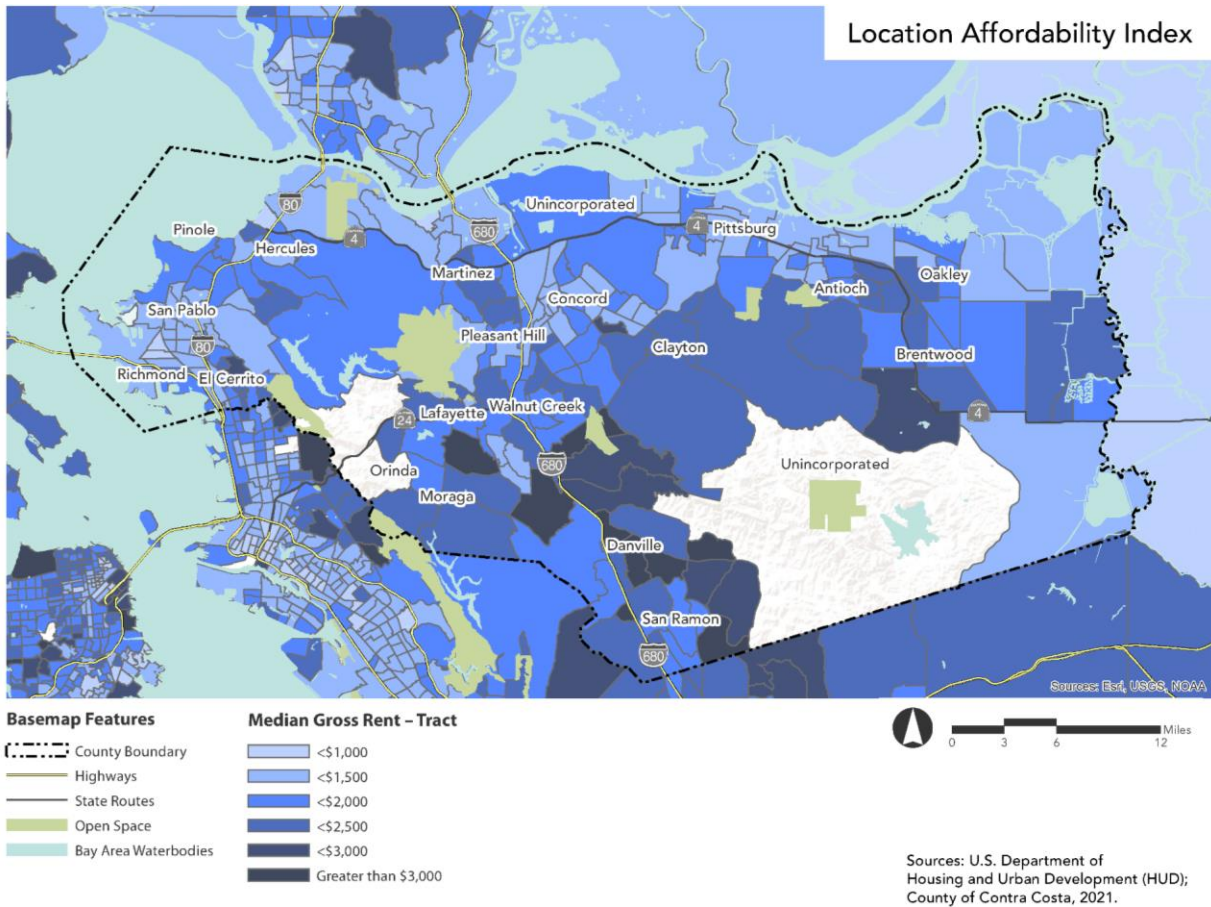 Location Affordability Index
80
Unincorporated
Pinole
Hercules
4
680
4
Pittsburg
Martinez
Oakley
San Pablo
Concord
Antioch
80
Pleasant Hill
Clayton
Brentwood
Richmond
El Cerrito
Lafayette
Walnut Creek
24
4
Orinda
680
Unincorporated
Moraga
Danville
San Ramon
680
Sources: Esri, USGS, NOAA
Basemap Features
County Boundary
Highways
State Routes
Open Space
Bay Area Waterbodies
Median Gross Rent – Tract
<$1,000
<$1,500
<$2,000
<$2,500
<$3,000
Greater than $3,000
Miles
0 3 6 12
Sources: U.S. Department of
Housing and Urban Development (HUD);
County of Contra Costa, 2021.